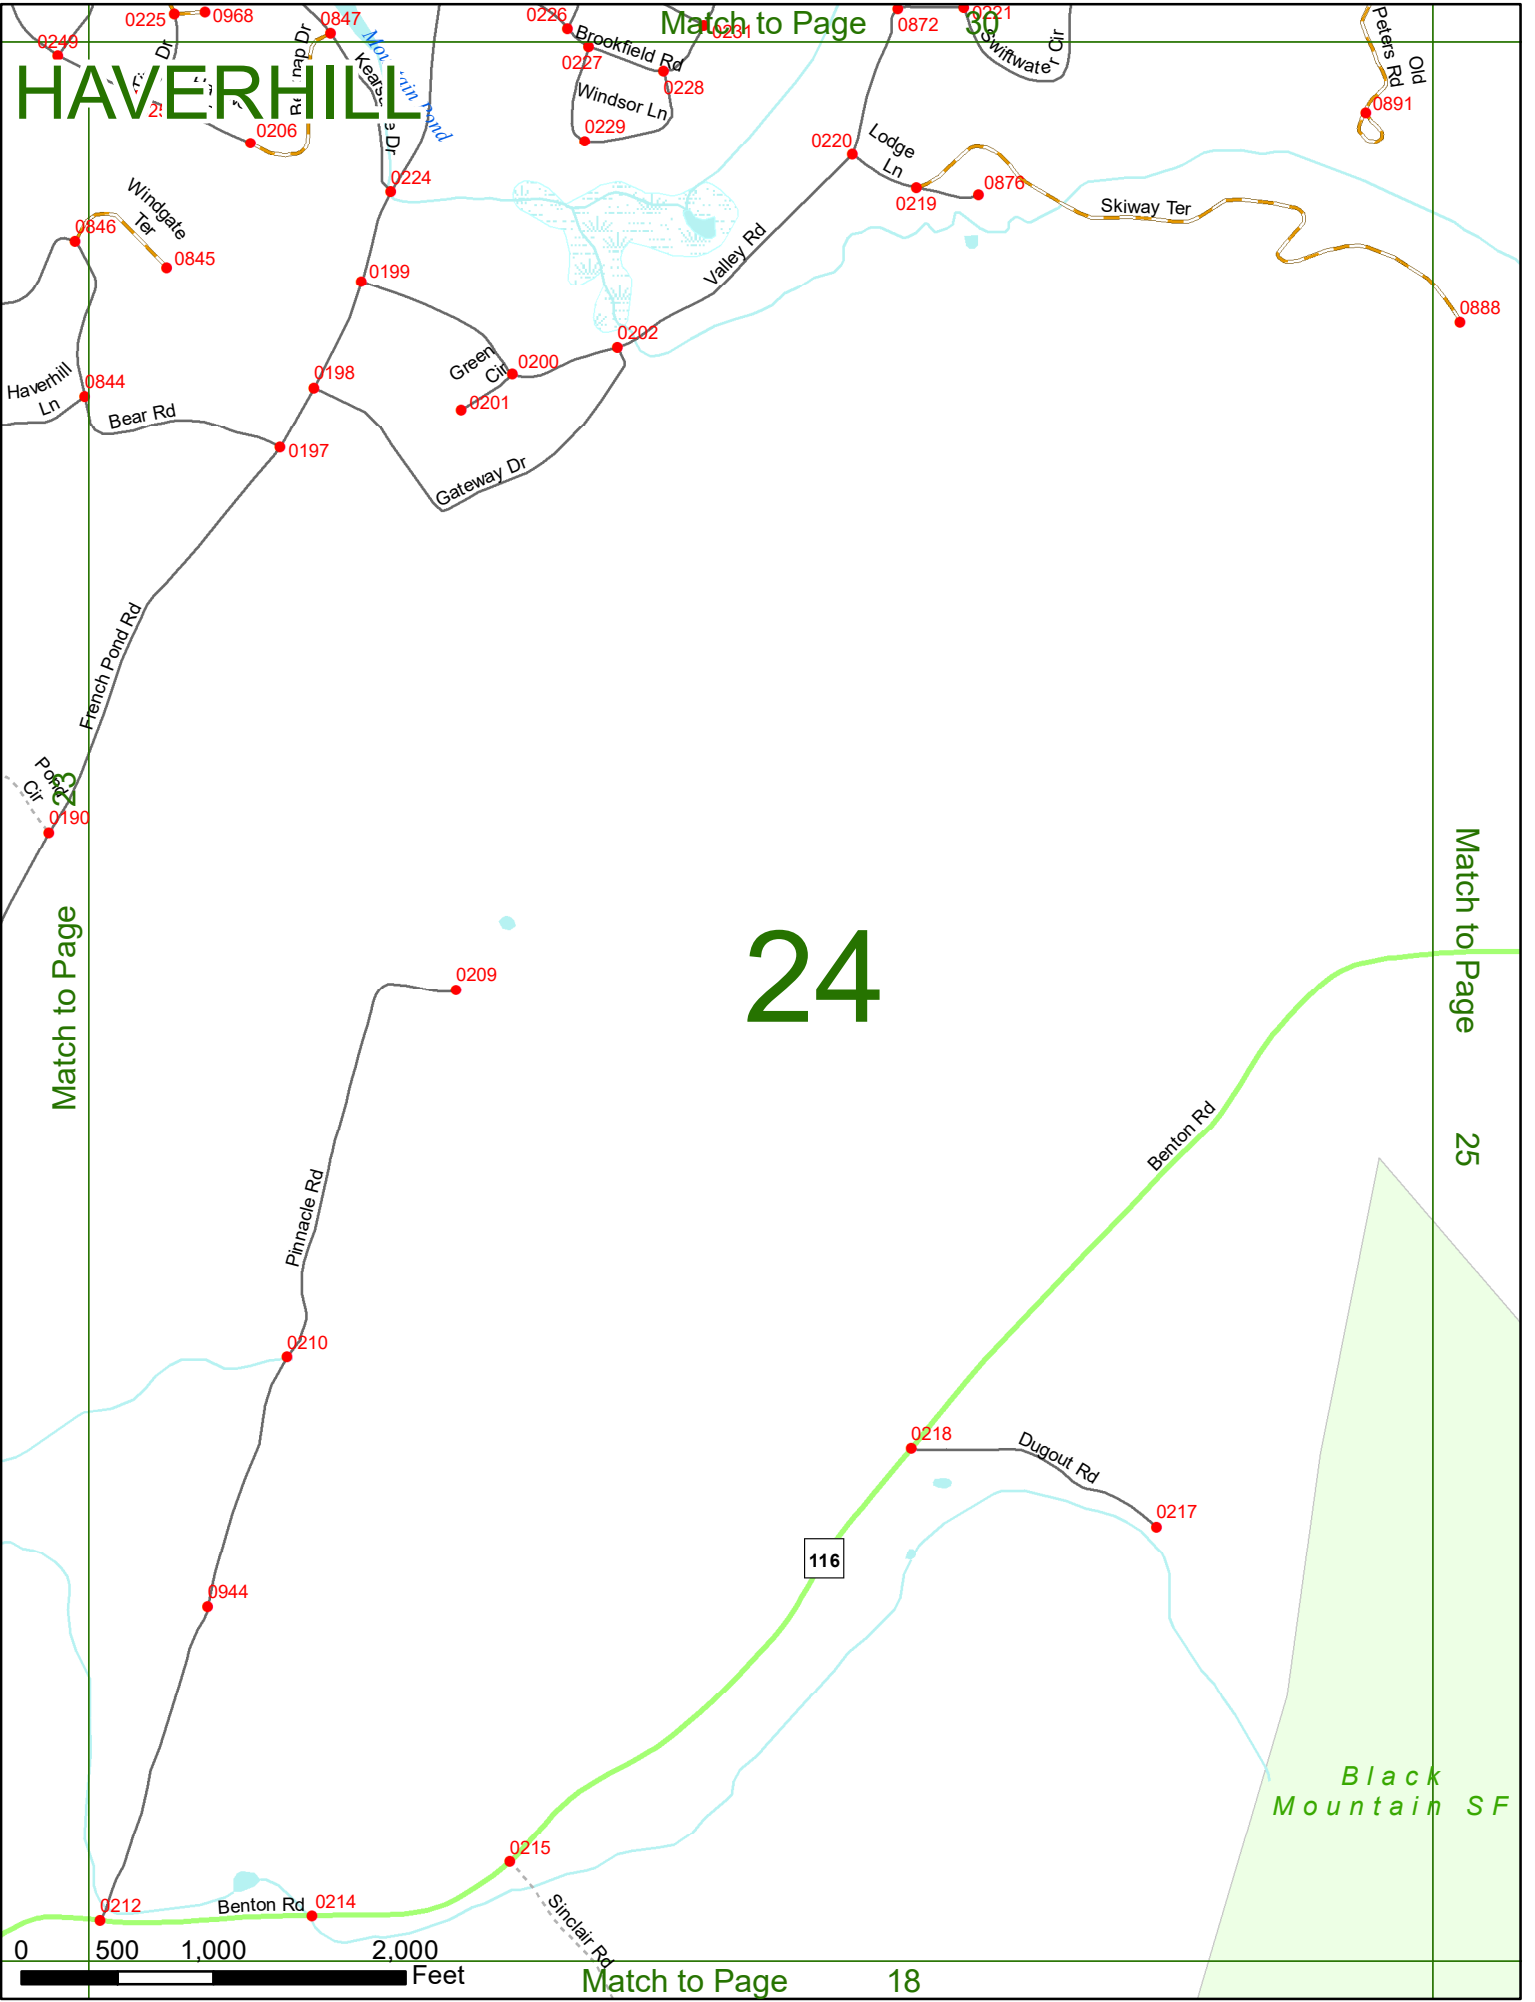 0225
0968
0847
0226
Match to Page 30
0231
0872
0221
0249
Brookfield Rd
0227
0228
Swiftwater Cir
Old
Peters Rd
HAVERHILL
Dr
Windsor Ln
0891
0206
0229
0220
Lodge
Ln
0224
0219
0876
Skiway Ter
Windgate
Ter
0846
0845
0199
Valley Rd
0888
0202
Green
Cir
0200
0198
Haverhill
Ln
0844
0201
Bear Rd
0197
Gateway Dr
French Pond Rd
Pond
Cir
23
0190
Match to Page
Match to Page
24
0209
25
Benton Rd
Pinnacle Rd
0210
0218
Dugout Rd
0217
116
0944
Black
Mountain SF
0215
0212
Benton Rd
0214
Sinclair Rd
0 500 1,000 2,000
Feet
Match to Page 18